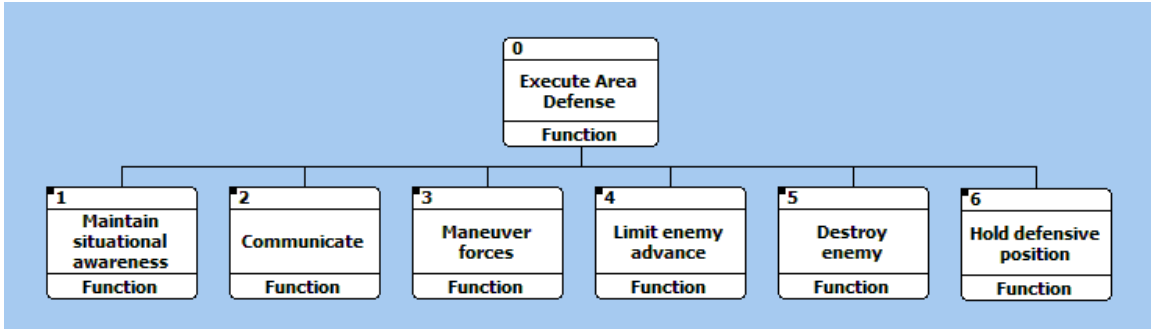 0
Execute Area
Defense
Function
1
Maintain
situational
awareness
Function
2
Communicate
Function
3
Maneuver
forces
Function
4
Limit enemy
advance
Function
5
Destroy
enemy
Function
6
Hold defensive
position
Function